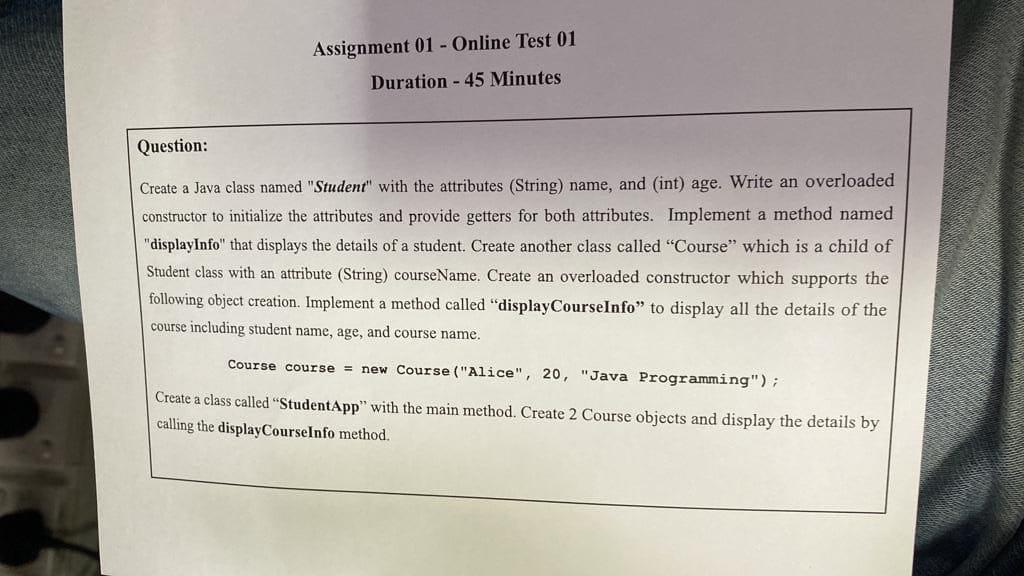 Assignment 01 - Online Test 01
Duration - 45 Minutes
Question:
Create a Java class named "Student" with the attributes (String) name, and (int) age. Write an overloaded
constructor to initialize the attributes and provide getters for both attributes. Implement a method named
"displayInfo" that displays the details of a student. Create another class called “Course” which is a child of
Student class with an attribute (String) courseName. Create an overloaded constructor which supports the
following object creation. Implement a method called “displayCourseInfo” to display all the details of the
course including student name, age, and course name.
Course course = new Course("Alice", 20, "Java Programming");
Create a class called “StudentApp” with the main method. Create 2 Course objects and display the details by
calling the displayCourseInfo method.